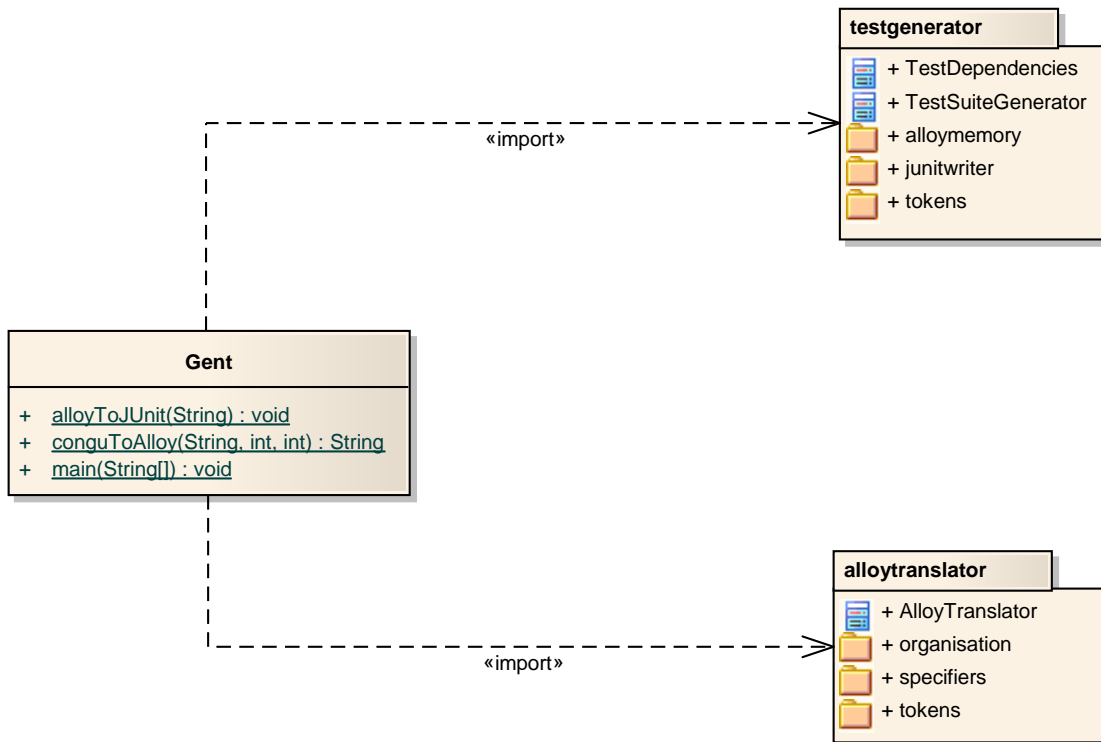 testgenerator
+ TestDependencies
+ TestSuiteGenerator
+ alloymemory
+ junitwriter
+ tokens
«import»
Gent
+ alloyToJUnit(String) : void
+ conguToAlloy(String, int, int) : String
+ main(String[]) : void
alloytranslator
+ AlloyTranslator
+ organisation
+ specifiers
+ tokens
«import»